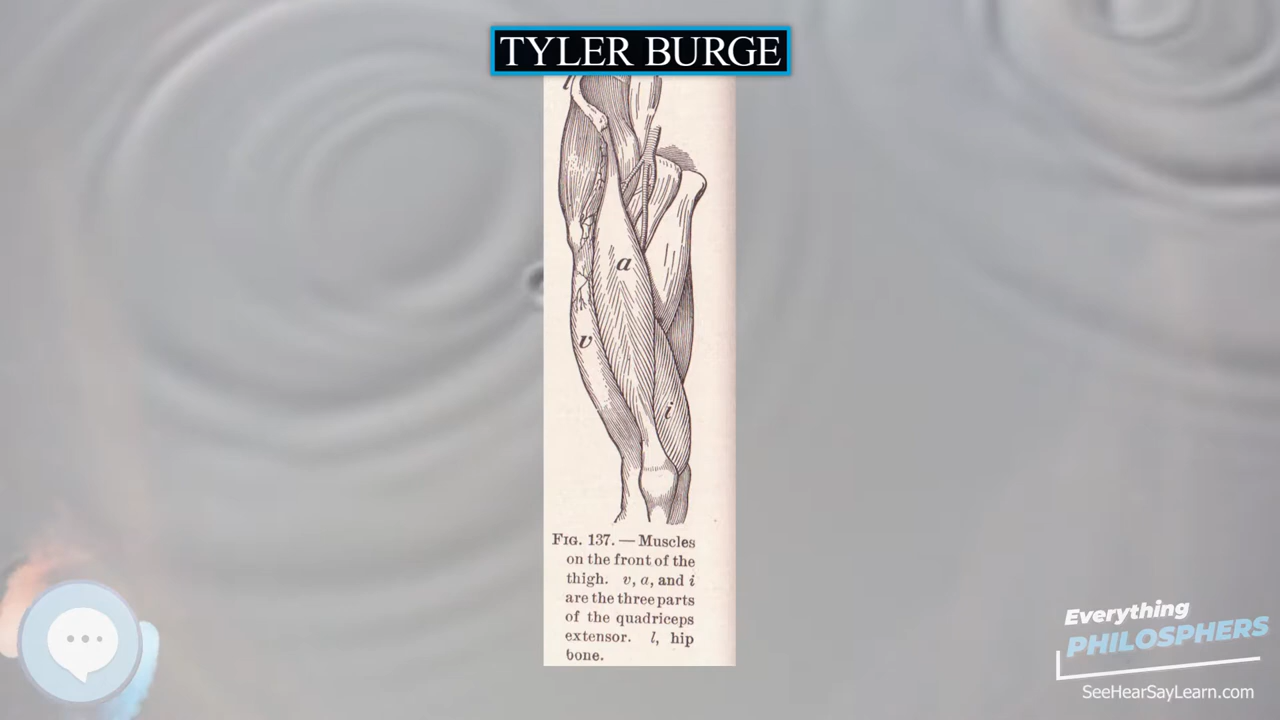 TYLER BURGE
a
v
i
FIG. 137. — Muscles
on the front of the
thigh. v, a, and i
are the three parts
of the quadriceps
extensor. l, hip
bone.
Everything
PHILOSPHERS
SeeHearSayLearn.com